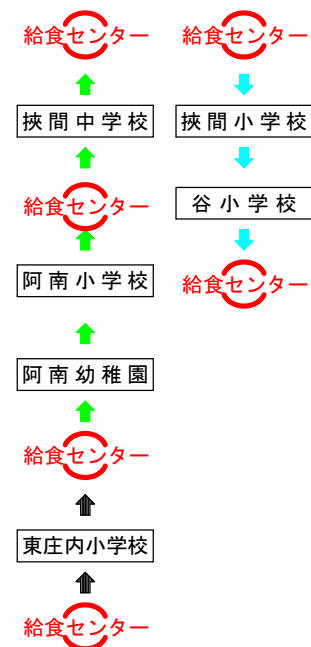 給食センター
挾間中学校
給食センター
阿南小学校
阿南幼稚園
給食センター
東庄内小学校
給食センター
給食センター
挾間小学校
谷小学校
給食センター